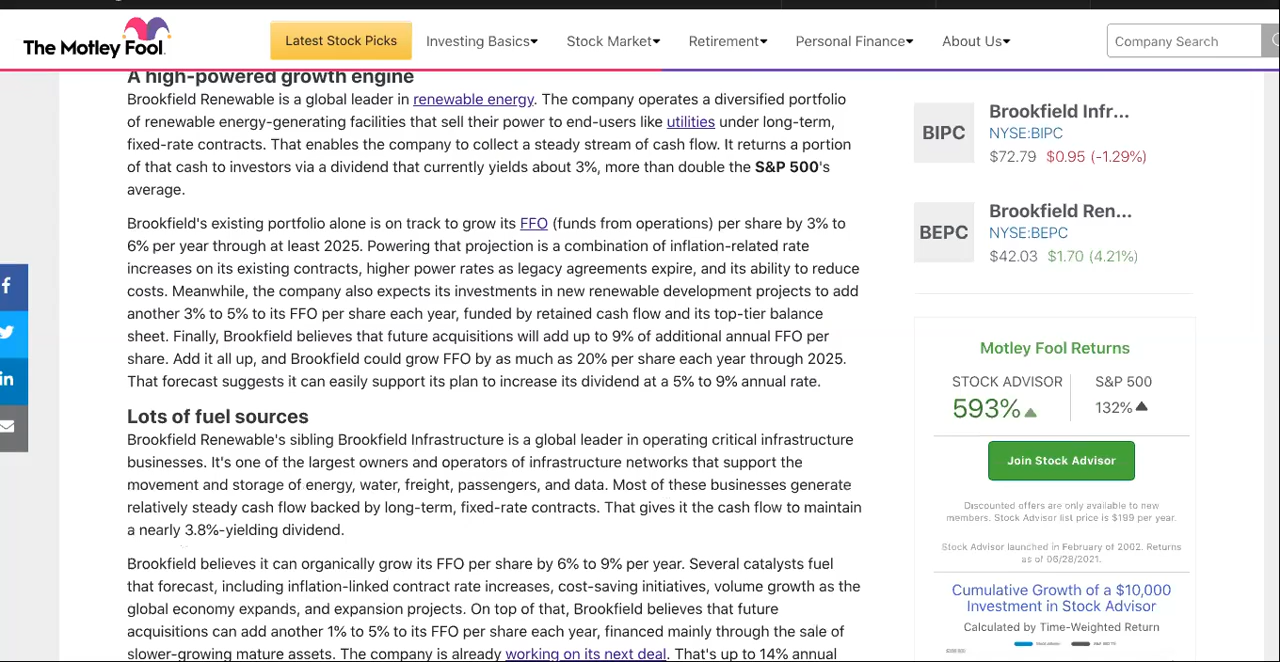 The Motley Fool.
Latest Stock Picks
Investing Basics▾
Stock Market▾
Retirement▾
Personal Finance▾
About Us▾
Company Search
A high-powered growth engine
Brookfield Renewable is a global leader in renewable energy. The company operates a diversified portfolio
of renewable energy-generating facilities that sell their power to end-users like utilities under long-term,
fixed-rate contracts. That enables the company to collect a steady stream of cash flow. It returns a portion
of that cash to investors via a dividend that currently yields about 3%, more than double the S&P 500's
average.
Brookfield's existing portfolio alone is on track to grow its FFO (funds from operations) per share by 3% to
6% per year through at least 2025. Powering that projection is a combination of inflation-related rate
increases on its existing contracts, higher power rates as legacy agreements expire, and its ability to reduce
costs. Meanwhile, the company also expects its investments in new renewable development projects to add
another 3% to 5% to its FFO per share each year, funded by retained cash flow and its top-tier balance
sheet. Finally, Brookfield believes that future acquisitions will add up to 9% of additional annual FFO per
share. Add it all up, and Brookfield could grow FFO by as much as 20% per share each year through 2025.
That forecast suggests it can easily support its plan to increase its dividend at a 5% to 9% annual rate.
Lots of fuel sources
Brookfield Renewable's sibling Brookfield Infrastructure is a global leader in operating critical infrastructure
businesses. It's one of the largest owners and operators of infrastructure networks that support the
movement and storage of energy, water, freight, passengers, and data. Most of these businesses generate
relatively steady cash flow backed by long-term, fixed-rate contracts. That gives it the cash flow to maintain
a nearly 3.8%-yielding dividend.
Brookfield believes it can organically grow its FFO per share by 6% to 9% per year. Several catalysts fuel
that forecast, including inflation-linked contract rate increases, cost-saving initiatives, volume growth as the
global economy expands, and expansion projects. On top of that, Brookfield believes that future
acquisitions can add another 1% to 5% to its FFO per share each year, financed mainly through the sale of
slower-growing mature assets. The company is already working on its next deal. That's up to 14% annual
BIPC
Brookfield Infr...
NYSE:BIPC
$72.79 $0.95 (-1.29%)
BEPC
Brookfield Ren...
NYSE:BEPC
$42.03 $1.70 (4.21%)
Motley Fool Returns
STOCK ADVISOR
S&P 500
593%
132%
Join Stock Advisor
Discounted offers are only available to new
members. Stock Advisor list price is $199 per year.
Stock Advisor launched in February of 2002. Returns
as of 06/28/2021.
Cumulative Growth of a $10,000
Investment in Stock Advisor
Calculated by Time-Weighted Return